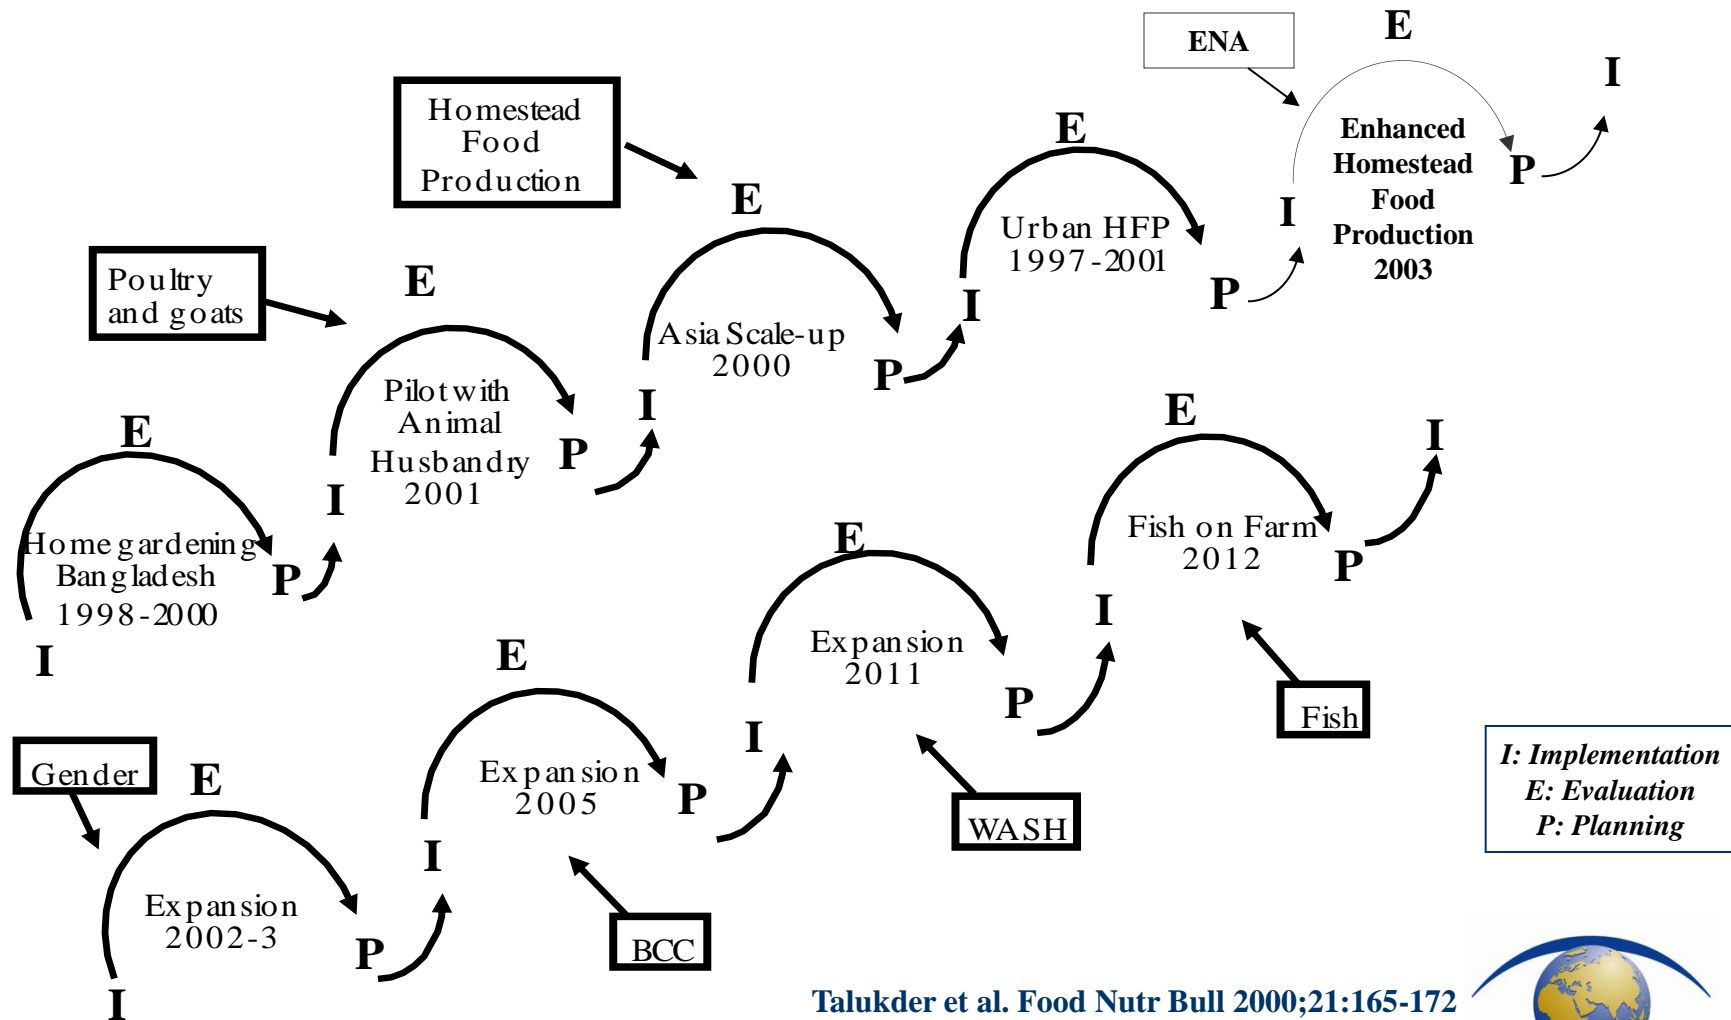 ENA
E
I
Enhanced
Homestead
Food
Production
2003
P
I
Homestead
Food
Production
E
Urban HFP
1997-2001
I
P
E
Asia Scale-up
2000
I
P
Poultry
and goats
E
Pilot with
Animal
Husbandry
2001
I
P
E
Home gardening
Bangladesh
1998-2000
I
P
E
Fish on Farm
2012
I
P
I
Fish
E
Expansion
2011
I
P
WASH
E
Expansion
2005
I
P
BCC
Gender
E
Expansion
2002-3
I
P
I: Implementation
E: Evaluation
P: Planning
Talukder et al. Food Nutr Bull 2000;21:165-172